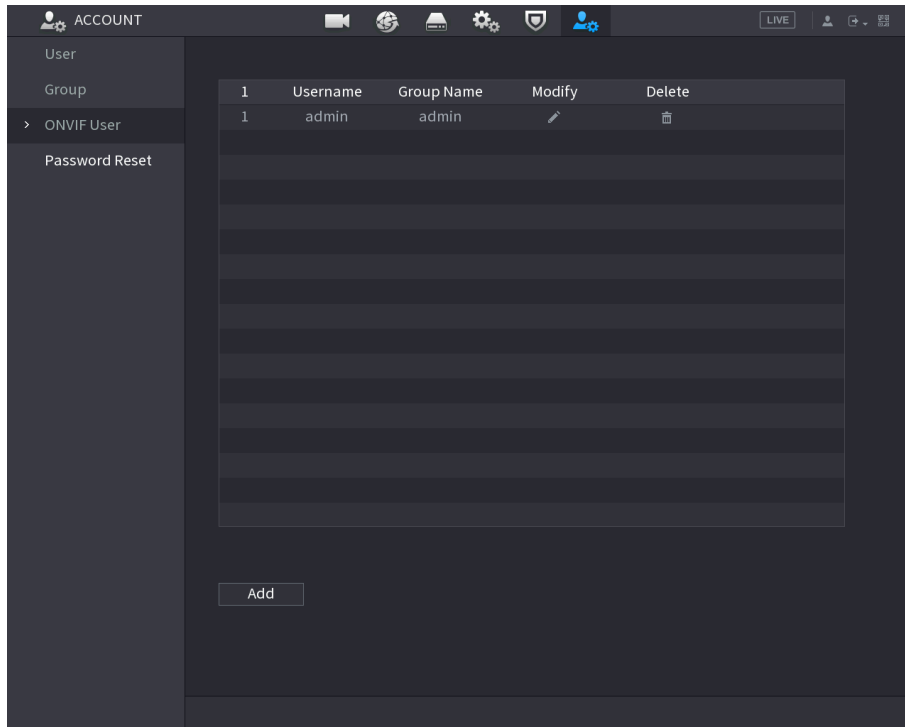 ACCOUNT LIVE
User
Group
ONVIF User
Password Reset
1 Username Group Name Modify Delete
1 admin admin
Add